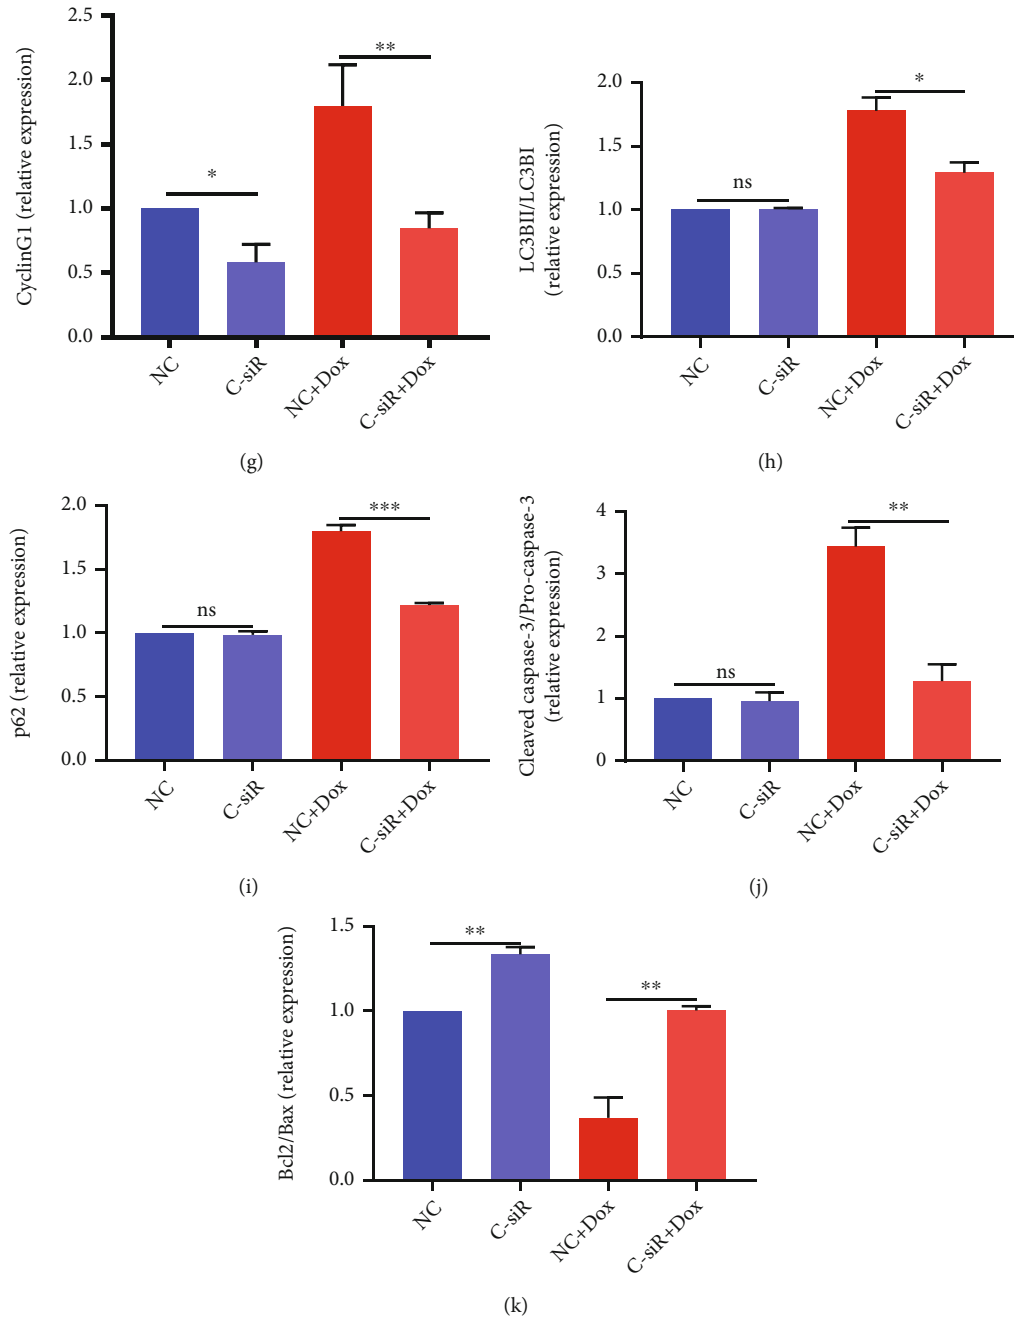 CyclinG1 (relative expression)
2.5
2.0
1.5
1.0
0.5
0.0
*
**
NC
C-siR
NC+Dox
C-siR+Dox
(g)
LC3BII/LC3BI
(relative expression)
2.0
1.5
1.0
0.5
0.0
ns
*
NC
C-siR
NC+Dox
C-siR+Dox
(h)
p62 (relative expression)
2.0
1.5
1.0
0.5
0.0
ns
***
NC
C-siR
NC+Dox
C-siR+Dox
(i)
Cleaved caspase-3/Pro-caspase-3
(relative expression)
4
3
2
1
0
ns
**
NC
C-siR
NC+Dox
C-siR+Dox
(j)
Bcl2/Bax (relative expression)
1.5
1.0
0.5
0.0
**
**
NC
C-siR
NC+Dox
C-siR+Dox
(k)